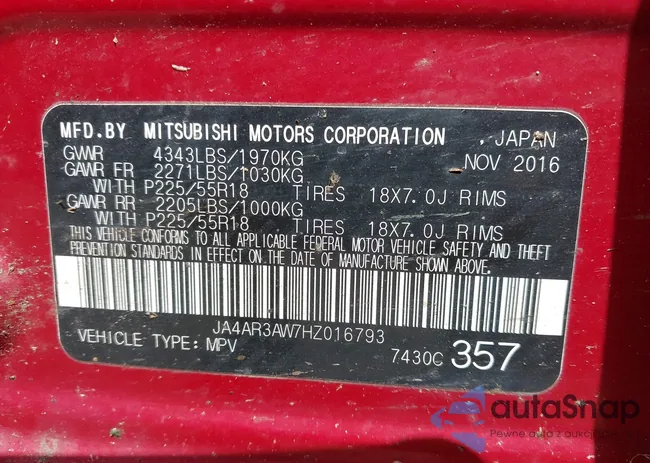 MFD.BY MITSUBISHI MOTORS CORPORATION , JAPAN
GVWR 4343LBS/1970KG NOV 2016
GAWR FR 2271LBS/1030KG
WITH P225/55R18 TIRES 18X7.0J RIMS
GAWR RR 2205LBS/1000KG
WITH P225/55R18 TIRES 18X7.0J RIMS
THIS VEHICLE CONFORMS TO ALL APPLICABLE FEDERAL MOTOR VEHICLE SAFETY AND THEFT
PREVENTION STANDARDS IN EFFECT ON THE DATE OF MANUFACTURE SHOWN ABOVE.
JA4AR3AW7HZ016793
VEHICLE TYPE: MPV 7430C 357
autoSnap
Pewne auta z aukcji